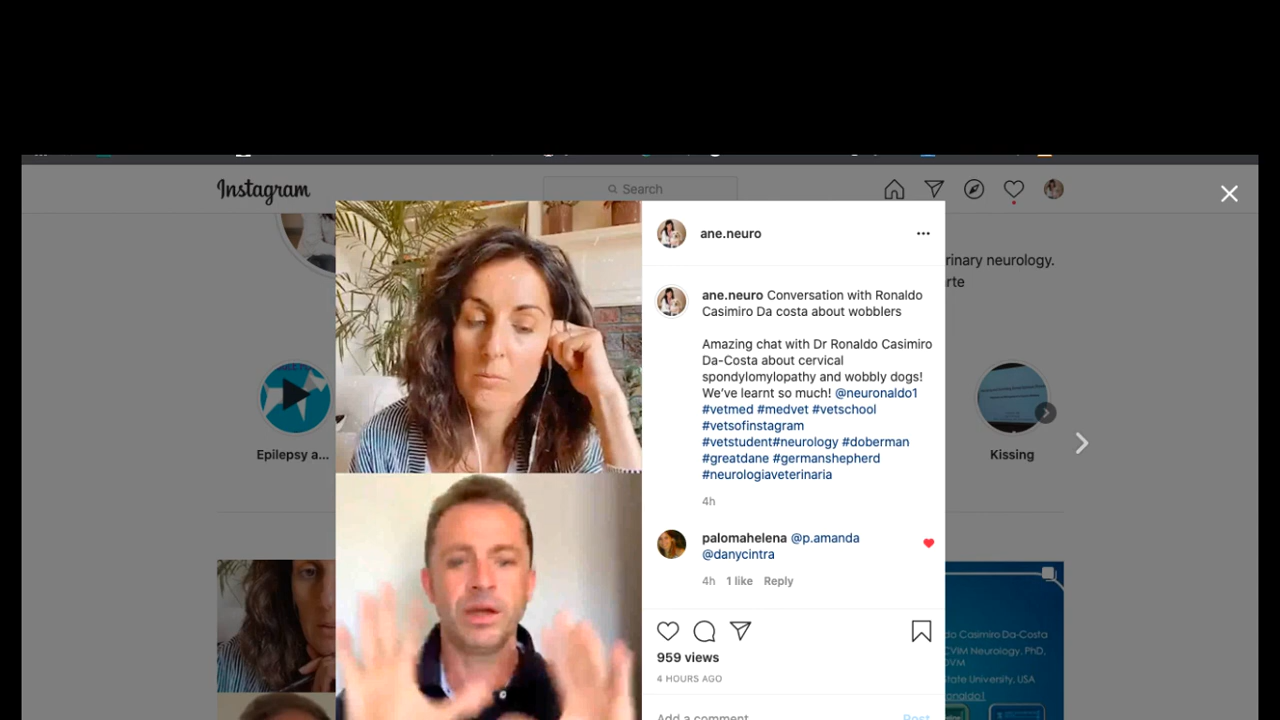 Instagram
Search
ane.neuro
rinary neurology.
rte
ane.neuro Conversation with Ronaldo
Casimiro Da costa about wobblers
Amazing chat with Dr Ronaldo Casimiro
Da-Costa about cervical
spondylomylopathy and wobbly dogs!
We've learnt so much! @neuronaldo1
#vetmed #medvet #vetschool
#vetsofinstagram
#vetstudent#neurology #doberman
#greatdane #germanshepherd
#neurologiaveterinaria
4h
Epilepsy a...
Kissing
palomahelena @p.amanda
@danycintra
4h 1 like Reply
959 views
4 HOURS AGO
Add a comment
Post
do Casimiro Da-Costa
CVIM Neurology, PhD,
DVM
State University, USA